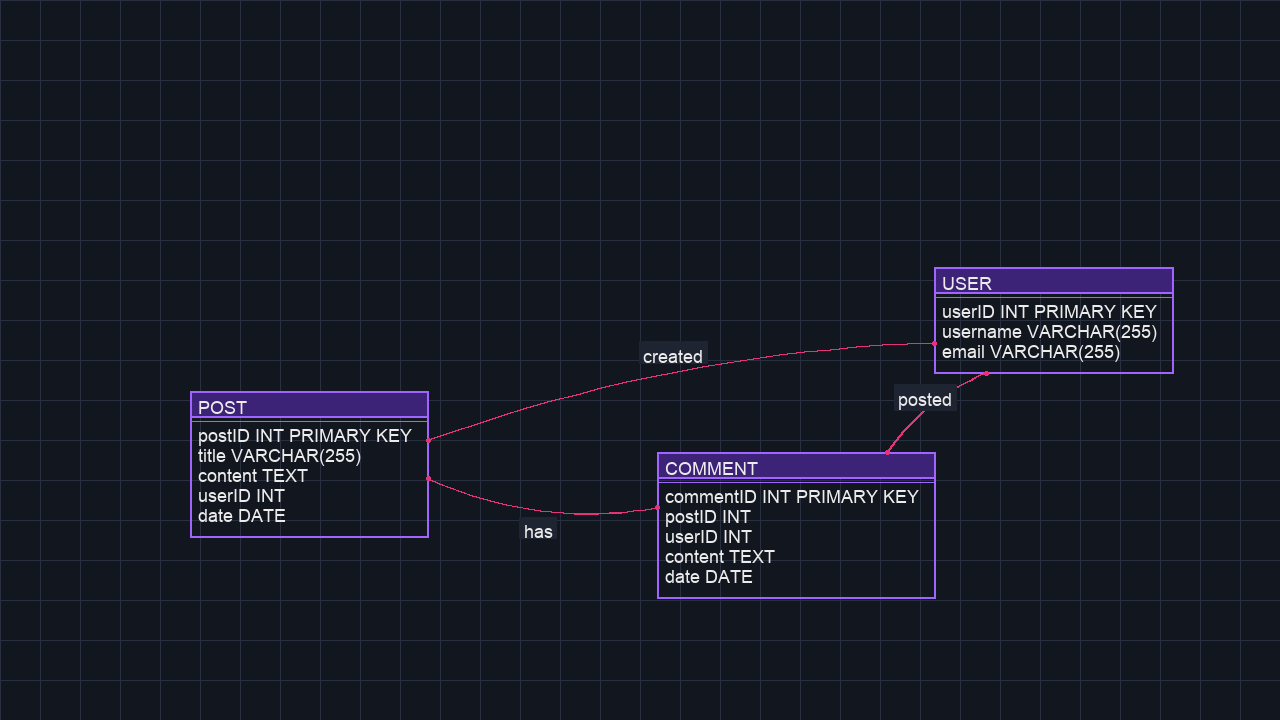 USER
userID INT PRIMARY KEY
username VARCHAR(255)
email VARCHAR(255)
created
posted
POST
postID INT PRIMARY KEY
title VARCHAR(255)
content TEXT
userID INT
date DATE
has
COMMENT
commentID INT PRIMARY KEY
postID INT
userID INT
content TEXT
date DATE